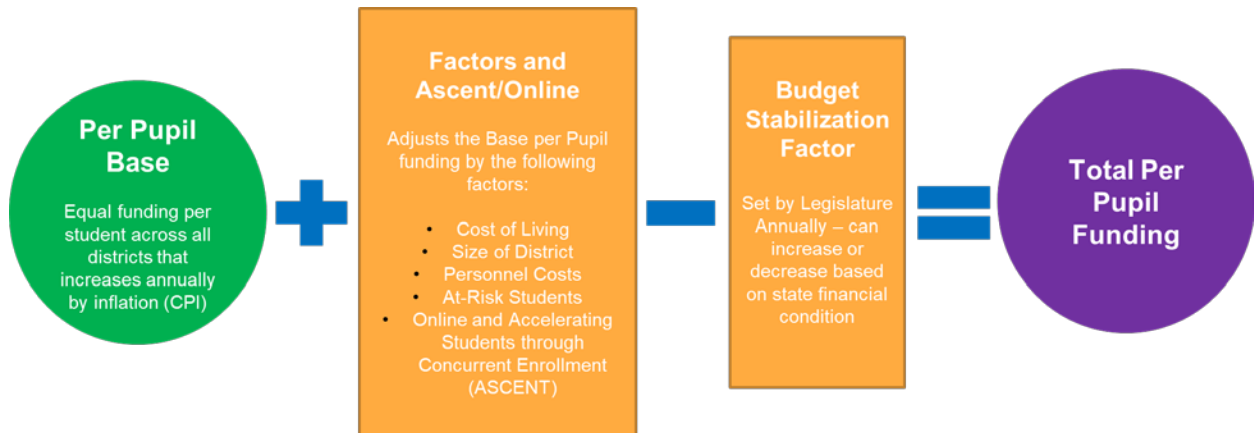 Per Pupil
Base
Equal funding per
student across all
districts that
increases annually
by inflation (CPI)
Factors and
Ascent/Online
Adjusts the Base per Pupil
funding by the following
factors:
• Cost of Living
• Size of District
• Personnel Costs
• At-Risk Students
• Online and Accelerating
Students through
Concurrent Enrollment
(ASCENT)
Budget
Stabilization
Factor
Set by Legislature
Annually – can
increase or
decrease based
on state financial
condition
Total Per
Pupil
Funding